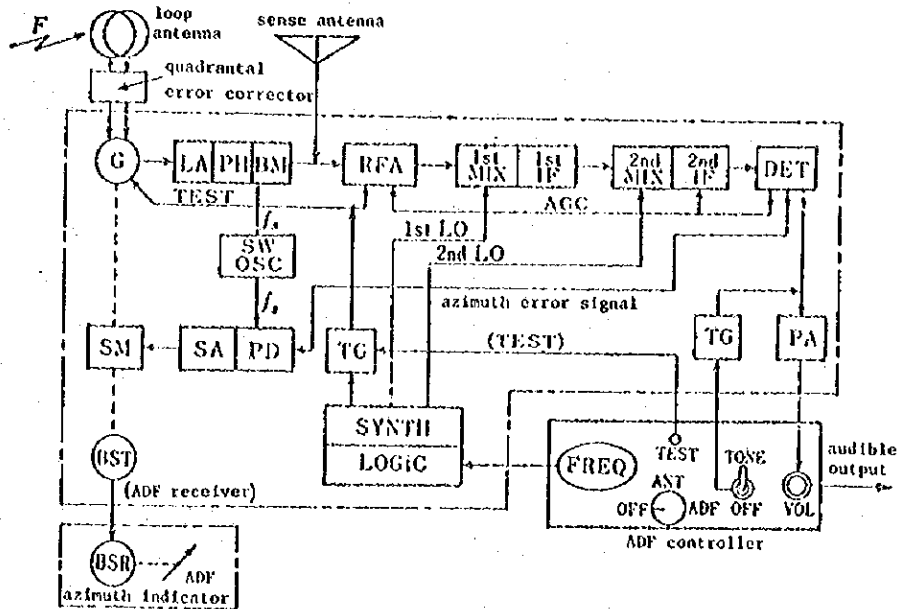 F
loop
antenna
sense antenna
quadrantal
error corrector
G
LA PH BM
RFA
1st
MIX
1st
IF
2nd
MIX
2nd
IF
DET
TEST
AGC
fs
1st LO
2nd LO
SW
OSC
fs
azimuth error signal
SM
SA PD
TG
(TEST)
TG
PA
SYNTH
LOGiC
BST
(ADF receiver)
FREQ
TEST
AST
OFF
ADF
TONE
OFF
VOL
audible
output
ADF controller
BSR
ADF
azimuth indicator